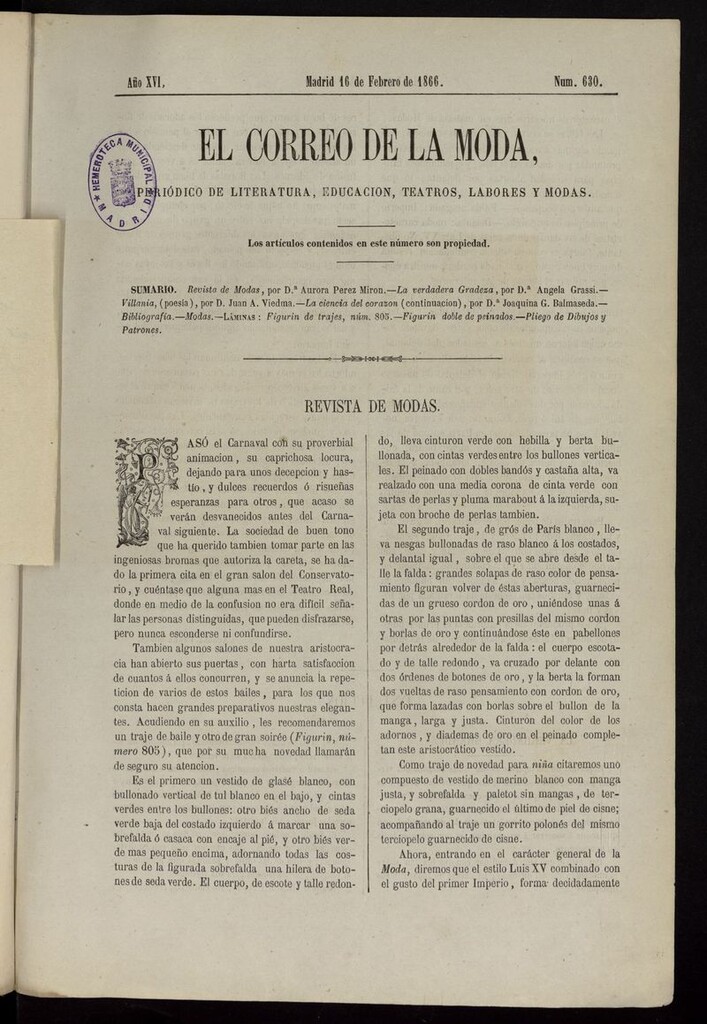 Año XVI.
Madrid 16 de Febrero de 1866.
Num. 630.
EL CORREO DE LA MODA,
PERIÓDICO DE LITERATURA, EDUCACION, TEATROS, LABORES Y MODAS.
HEMEROTECA MUNICIPAL
MADRID
Los artículos contenidos en este número son propiedad.
SUMARIO. Revista de Modas, por D.ª Aurora Perez Miron.—La verdadera Gradeza, por D.ª Angela Grassi.—
Villania, (poesía), por D. Juan A. Viedma.—La ciencia del corazon (continuacion), por D.ª Joaquina G. Balmaseda.—
Bibliografía.—Modas.—LÁMINAS: Figurin de trajes, núm. 805.—Figurin doble de peinados.—Pliego de Dibujos y
Patrones.
REVISTA DE MODAS.
PASÓ el Carnaval con su proverbial
animacion, su caprichosa locura,
dejando para unos decepcion y has-
tío, y dulces recuerdos ó risueñas
esperanzas para otros, que acaso se
verán desvanecidos antes del Carna-
val siguiente. La sociedad de buen tono
que ha querido tambien tomar parte en las
ingeniosas bromas que autoriza la careta, se ha da-
do la primera cita en el gran salon del Conservato-
rio, y cuéntase que alguna mas en el Teatro Real,
donde en medio de la confusion no era dificil seña-
lar las personas distinguidas, que pueden disfrazarse,
pero nunca esconderse ni confundirse.
Tambien algunos salones de nuestra aristocra-
cia han abierto sus puertas, con harta satisfaccion
de cuantos á ellos concurren, y se anuncia la repe-
ticion de varios de estos bailes, para los que nos
consta hacen grandes preparativos nuestras elegan-
tes. Acudiendo en su auxilio, les recomendaremos
un traje de baile y otro de gran soirée (Figurin, nú-
mero 805), que por su mucha novedad llamarán
de seguro su atencion.
Es el primero un vestido de glasé blanco, con
bullonado vertical de tul blanco en el bajo, y cintas
verdes entre los bullones: otro biés ancho de seda
verde baja del costado izquierdo á marcar una so-
brefalda ó casaca con encaje al pié, y otro biés ver-
de mas pequeño encima, adornando todas las cos-
turas de la figurada sobrefalda una hilera de boto-
nes de seda verde. El cuerpo, de escote y talle redon-
do, lleva cinturon verde con hebilla y berta bu-
llonada, con cintas verdes entre los bullones vertica-
les. El peinado con dobles bandós y castaña alta, va
realzado con una media corona de cinta verde con
sartas de perlas y pluma marabout á la izquierda, su-
jeta con broche de perlas tambien.
El segundo traje, de grós de París blanco, lle-
va nesgas bullonadas de raso blanco á los costados,
y delantal igual, sobre el que se abre desde el ta-
lle la falda: grandes solapas de raso color de pensa-
miento figuran volver de éstas aberturas, guarneci-
das de un grueso cordon de oro, uniéndose unas á
otras por las puntas con presillas del mismo cordon
y borlas de oro y continuándose éste en pabellones
por detrás alrededor de la falda: el cuerpo escota-
do y de talle redondo, va cruzado por delante con
dos órdenes de botones de oro, y la berta la forman
dos vueltas de raso pensamiento con cordon de oro,
que forma lazadas con borlas sobre el bullon de la
manga, larga y justa. Cinturon del color de los
adornos, y diademas de oro en el peinado comple-
tan este aristocrático vestido.
Como traje de novedad para niña citaremos uno
compuesto de vestido de merino blanco con manga
justa, y sobrefalda y paletot sin mangas, de ter-
ciopelo grana, guarnecido el último de piel de cisne;
acompañando al traje un gorrito polonés del mismo
terciopelo guarnecido de cisne.
Ahora, entrando en el carácter general de la
Moda, diremos que el estilo Luis XV combinado con
el gusto del primer Imperio, forma decididamente